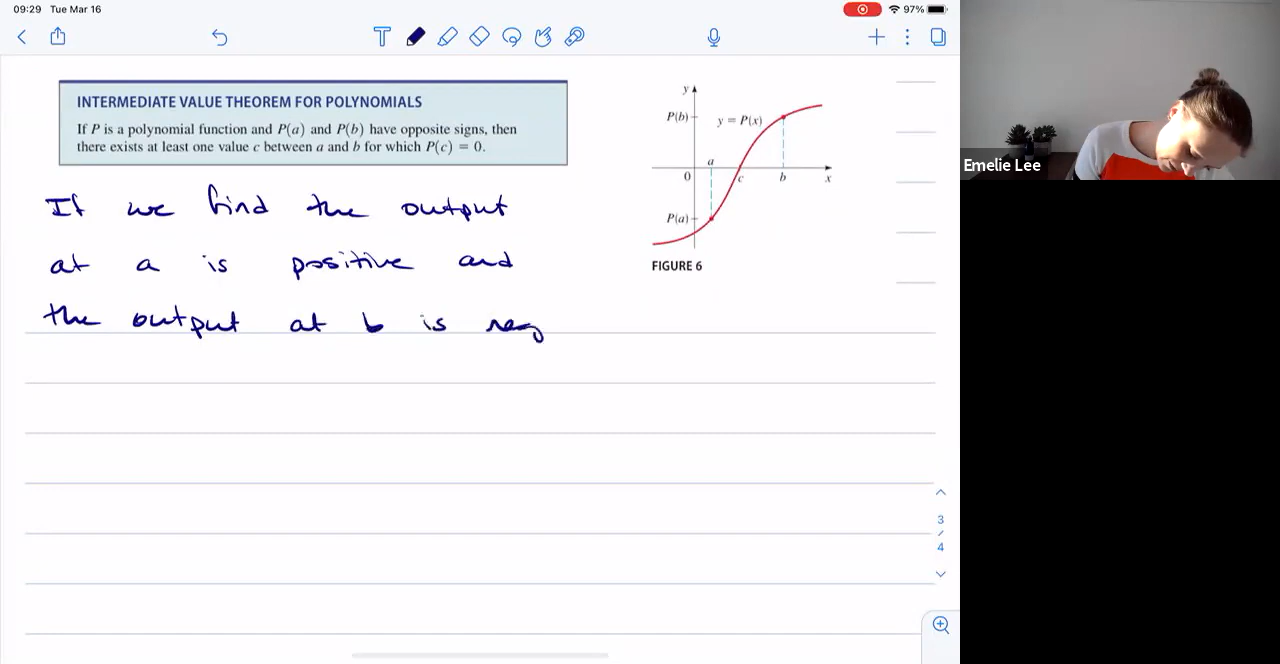 09:29 Tue Mar 16
97%
T
INTERMEDIATE VALUE THEOREM FOR POLYNOMIALS
If P is a polynomial function and P(a) and P(b) have opposite signs, then
there exists at least one value c between a and b for which P(c) = 0.
y
P(b)
y = P(x)
a
0
c
b
x
P(a)
FIGURE 6
If we find the output
at a is positive and
the output at b is neg
3
4
Emelie Lee